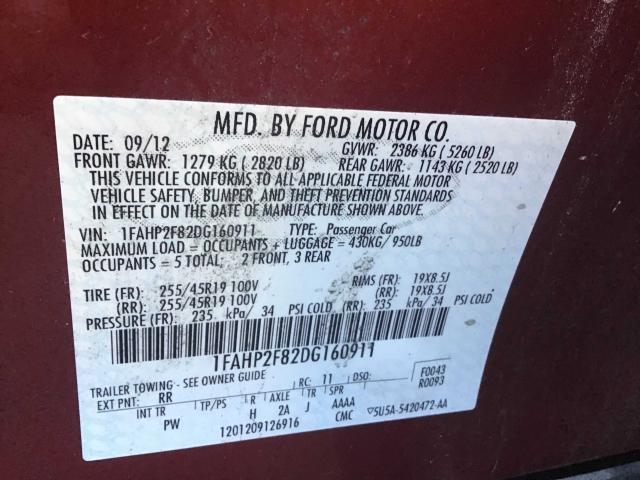 MFD. BY FORD MOTOR CO.
DATE: 09/12 GVWR: 2386 KG ( 5260 LB)
FRONT GAWR: 1279 KG ( 2820 LB) REAR GAWR: 1143 KG ( 2520 LB)
THIS VEHICLE CONFORMS TO ALL APPLICABLE FEDERAL MOTOR
VEHICLE SAFETY, BUMPER, AND THEFT PREVENTION STANDARDS
IN EFFECT ON THE DATE OF MANUFACTURE SHOWN ABOVE.
VIN: 1FAHP2F82DG160911 TYPE: Passenger Car
MAXIMUM LOAD = OCCUPANTS + LUGGAGE = 430KG/ 950LB
OCCUPANTS = 5 TOTAL, 2 FRONT, 3 REAR
TIRE (FR): 255/45R19 100V RIMS (FR): 19X8.5J
(RR): 255/45R19 100V (RR): 19X8.5J
PRESSURE (FR): 235 kPa/ 34 PSI COLD (RR): 235 kPa/ 34 PSI COLD
1FAHP2F82DG160911
TRAILER TOWING - SEE OWNER GUIDE
EXT PNT: RR RC: 11 DSO: F0043
R0093
INT TR TP/PS R AXLE TR SPR
PW H 2A J AAAA
1201209126916 CMC ▽5U5A-5420472-AA